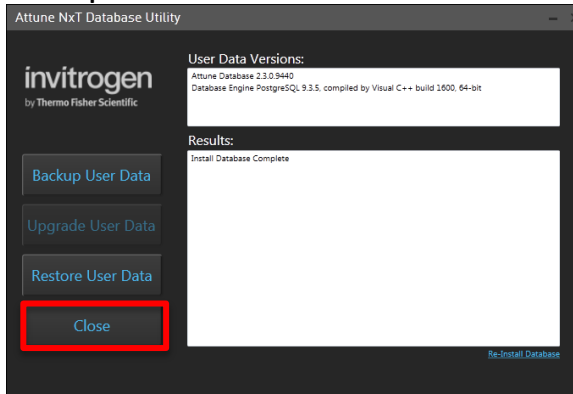 Attune NxT Database Utility
invitrogen
by Thermo Fisher Scientific
User Data Versions:
Attune Database 2.3.0.9440
Database Engine PostgreSQL 9.3.5, compiled by Visual C++ build 1600, 64-bit
Results:
Install Database Complete
Backup User Data
Upgrade User Data
Restore User Data
Close
Re-Install Database